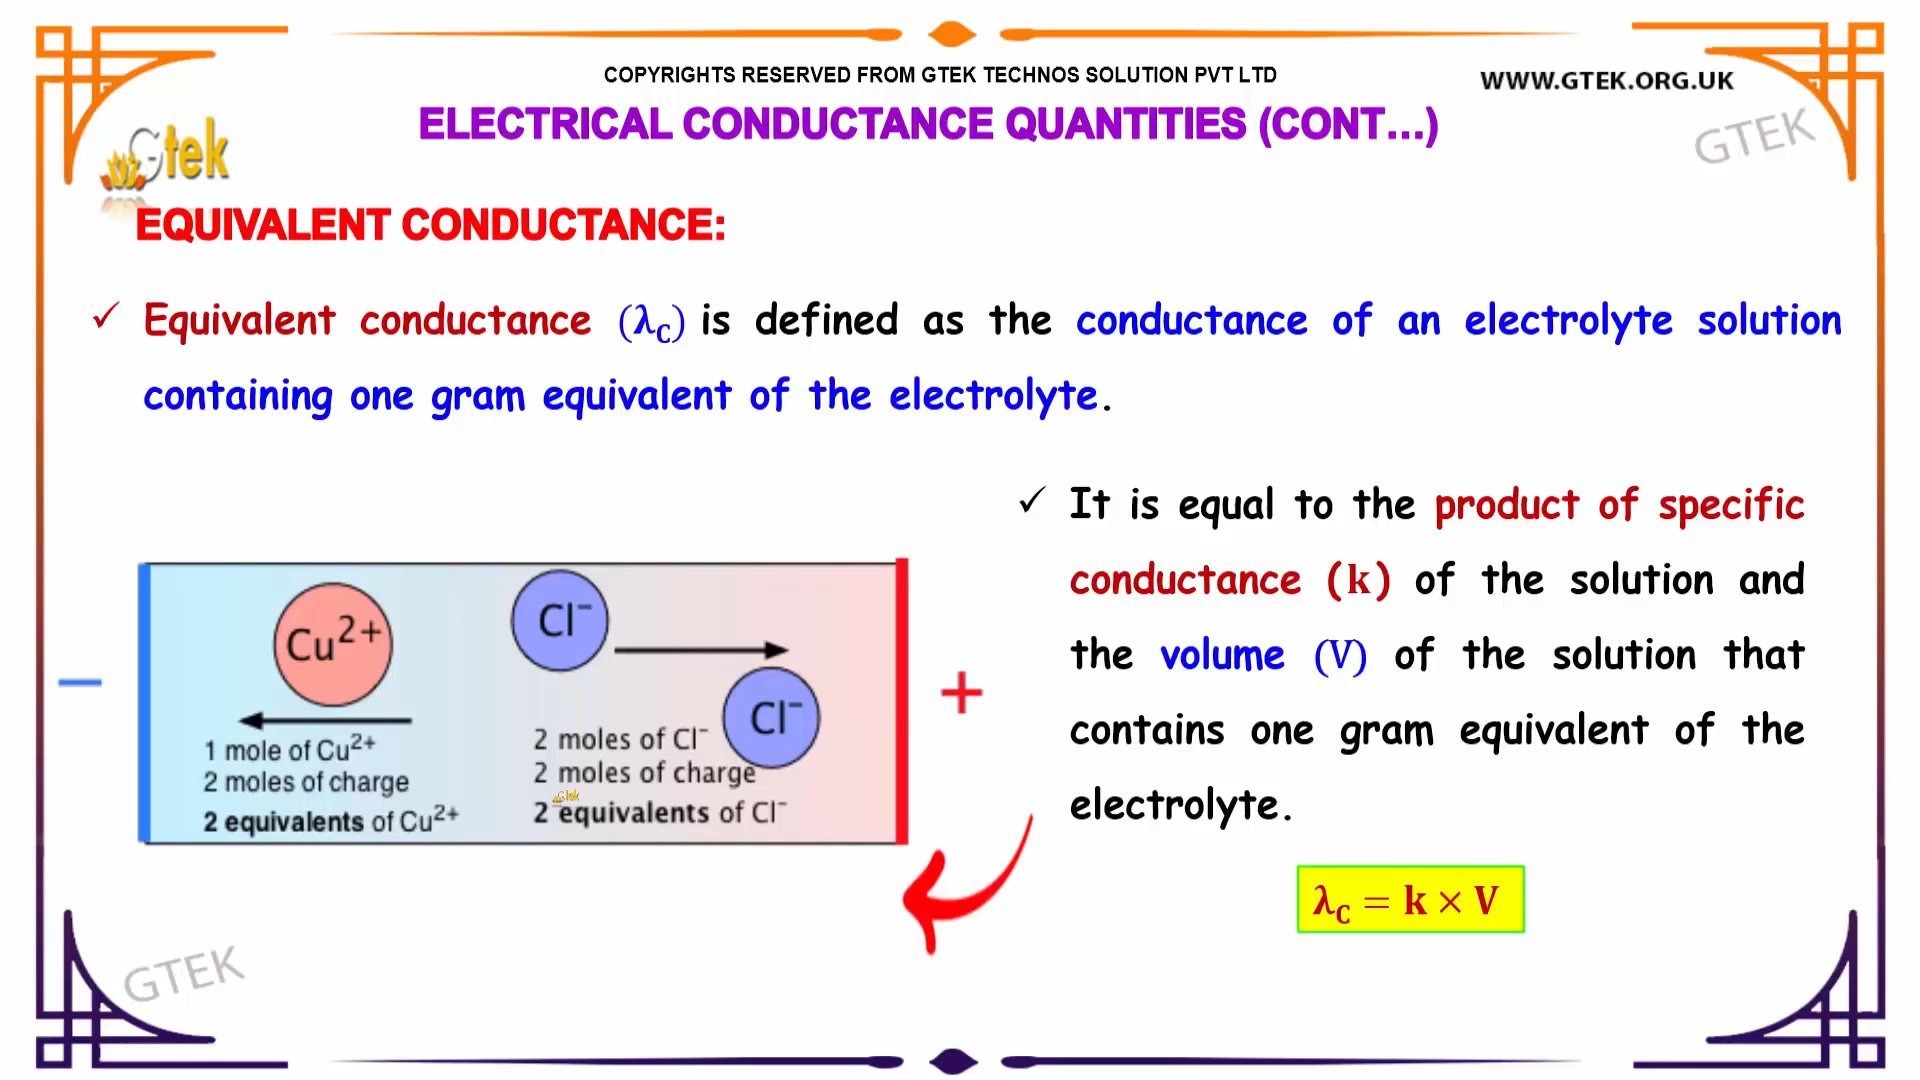 COPYRIGHTS RESERVED FROM GTEK TECHNOS SOLUTION PVT LTD
WWW.GTEK.ORG.UK
ELECTRICAL CONDUCTANCE QUANTITIES (CONT...)
GTEK
Gtek
EQUIVALENT CONDUCTANCE:
✓ Equivalent conductance (λ_C) is defined as the conductance of an electrolyte solution
containing one gram equivalent of the electrolyte.
✓ It is equal to the product of specific
conductance (k) of the solution and
the volume (V) of the solution that
contains one gram equivalent of the
electrolyte.
λ_C = k × V
−
Cu²⁺
Cl⁻
Cl⁻
+
1 mole of Cu²⁺
2 moles of charge
2 equivalents of Cu²⁺
2 moles of Cl⁻
2 moles of charge
Gtek
2 equivalents of Cl⁻
GTEK